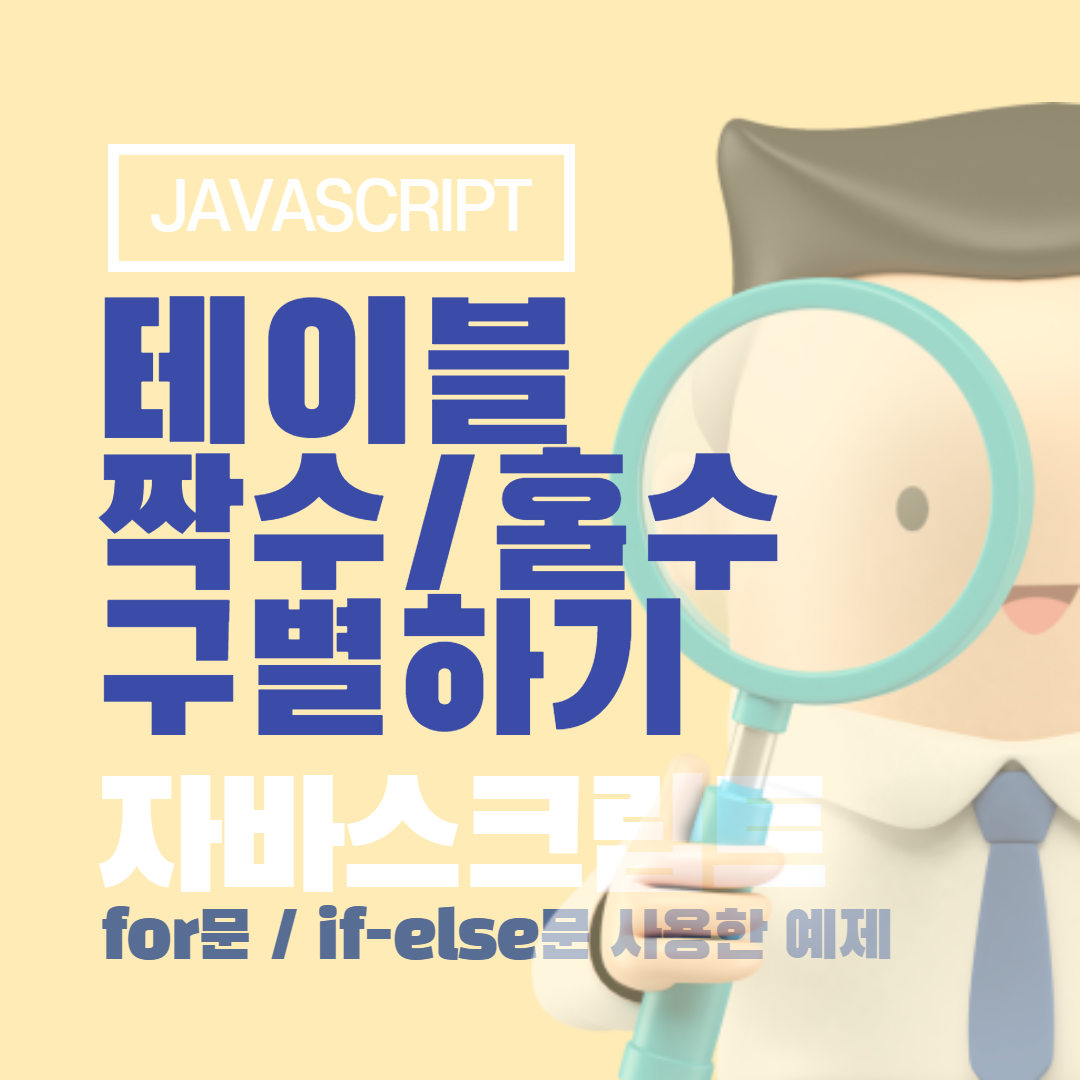 JAVASCRIPT
테이블
짝수/홀수
구별하기
자바스크립트
for문 / if-else문 사용한 예제